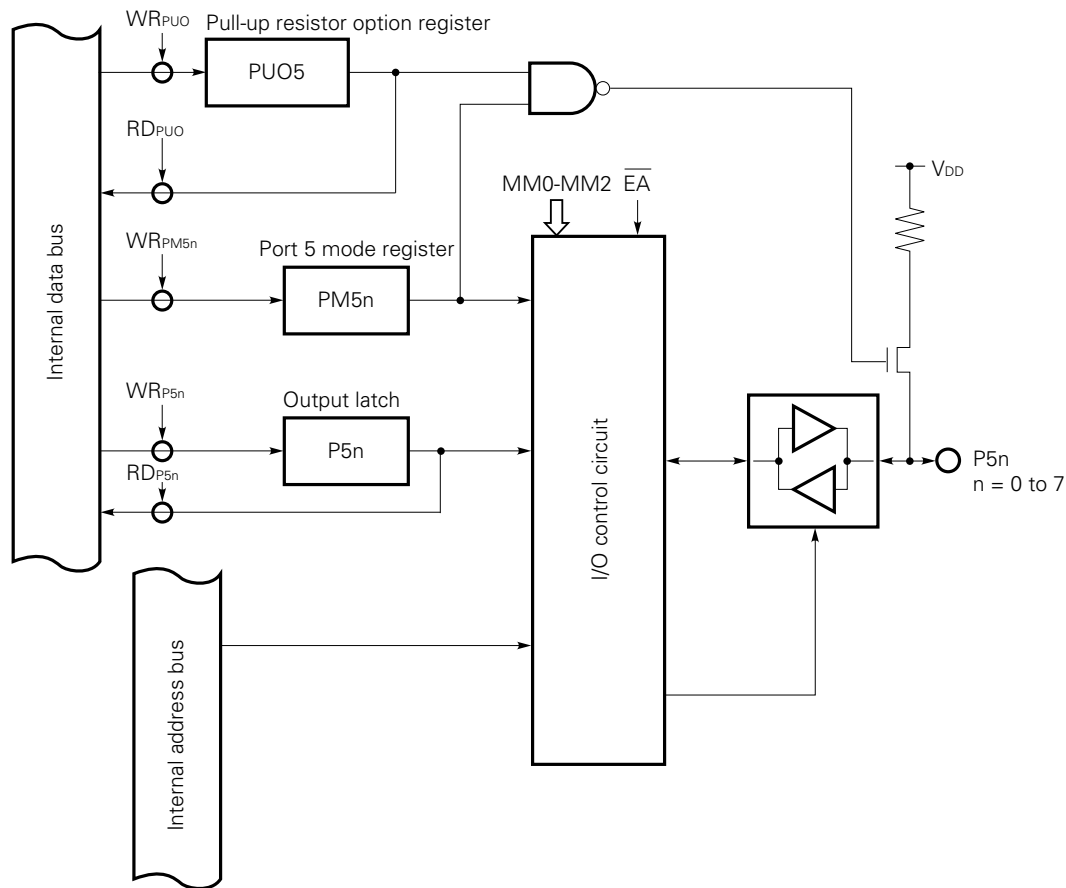 WRPUO
Pull-up resistor option register
PUO5
RDPUO
VDD
MM0-MM2
EA
WRPM5n
Port 5 mode register
PM5n
Internal data bus
WRP5n
Output latch
P5n
RDP5n
I/O control circuit
P5n
n = 0 to 7
Internal address bus